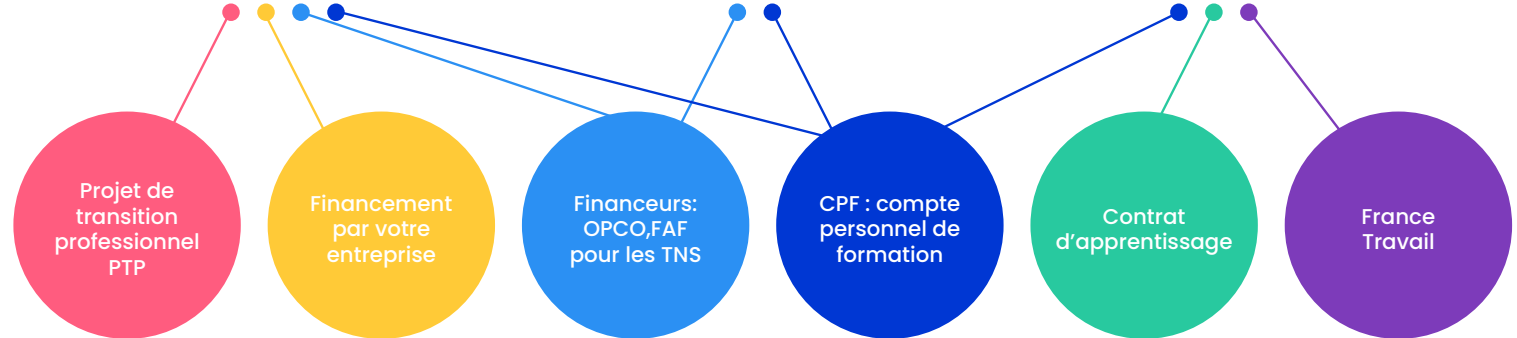 Projet de
transition
professionnel
PTP
Financement
par votre
entreprise
Financeurs:
OPCO,FAF
pour les TNS
CPF : compte
personnel de
formation
Contrat
d’apprentissage
France
Travail